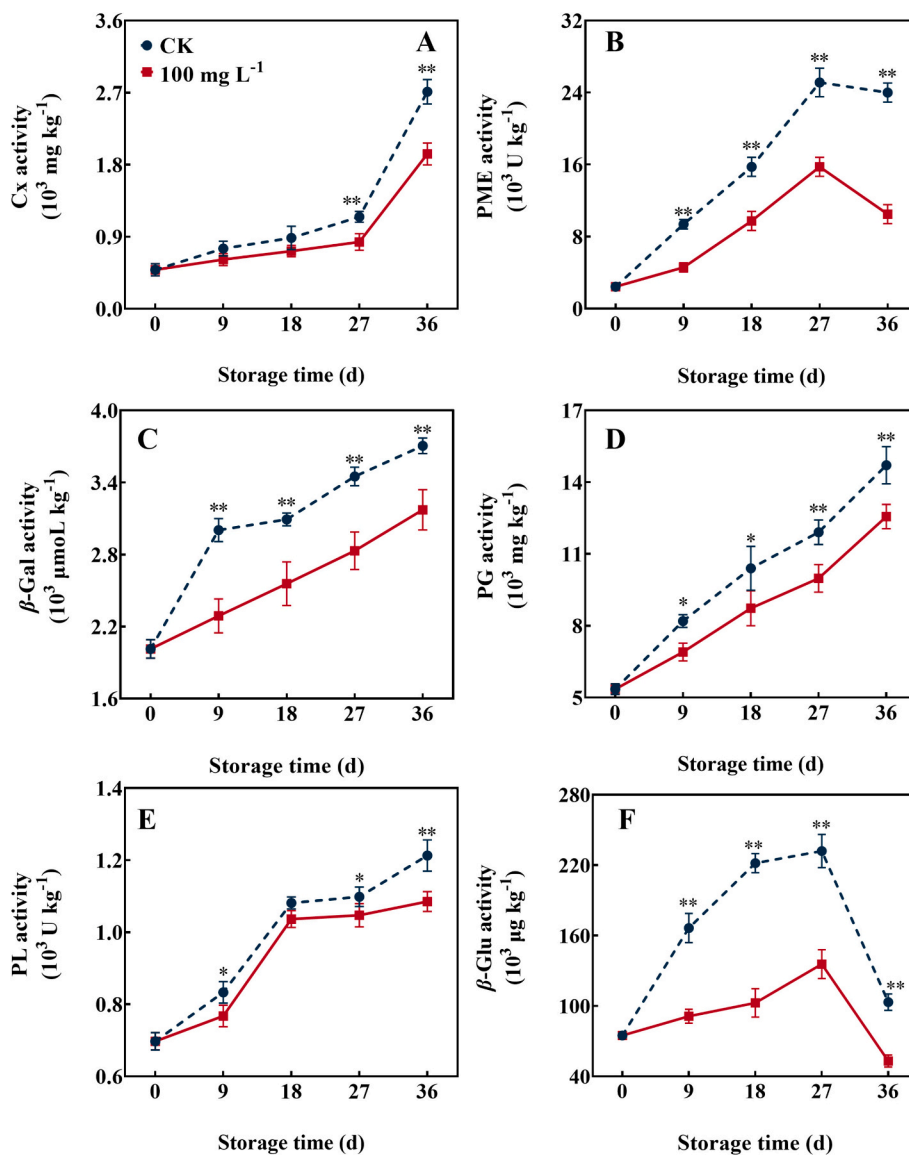 CK
100 mg L⁻¹
A
Cx activity
(10³ mg kg⁻¹)
3.6
2.7
1.8
0.9
0.0
**
**
0 9 18 27 36
Storage time (d)
B
PME activity
(10³ U kg⁻¹)
32
24
16
8
0
**
**
**
**
0 9 18 27 36
Storage time (d)
C
β-Gal activity
(10³ μmoL kg⁻¹)
4.0
3.4
2.8
2.2
1.6
**
**
**
**
0 9 18 27 36
Storage time (d)
D
PG activity
(10³ mg kg⁻¹)
17
14
11
8
5
*
*
**
**
0 9 18 27 36
Storage time (d)
E
PL activity
(10³ U kg⁻¹)
1.4
1.2
1.0
0.8
0.6
*
*
**
0 9 18 27 36
Storage time (d)
F
β-Glu activity
(10³ μg kg⁻¹)
280
220
160
100
40
**
**
**
**
0 9 18 27 36
Storage time (d)